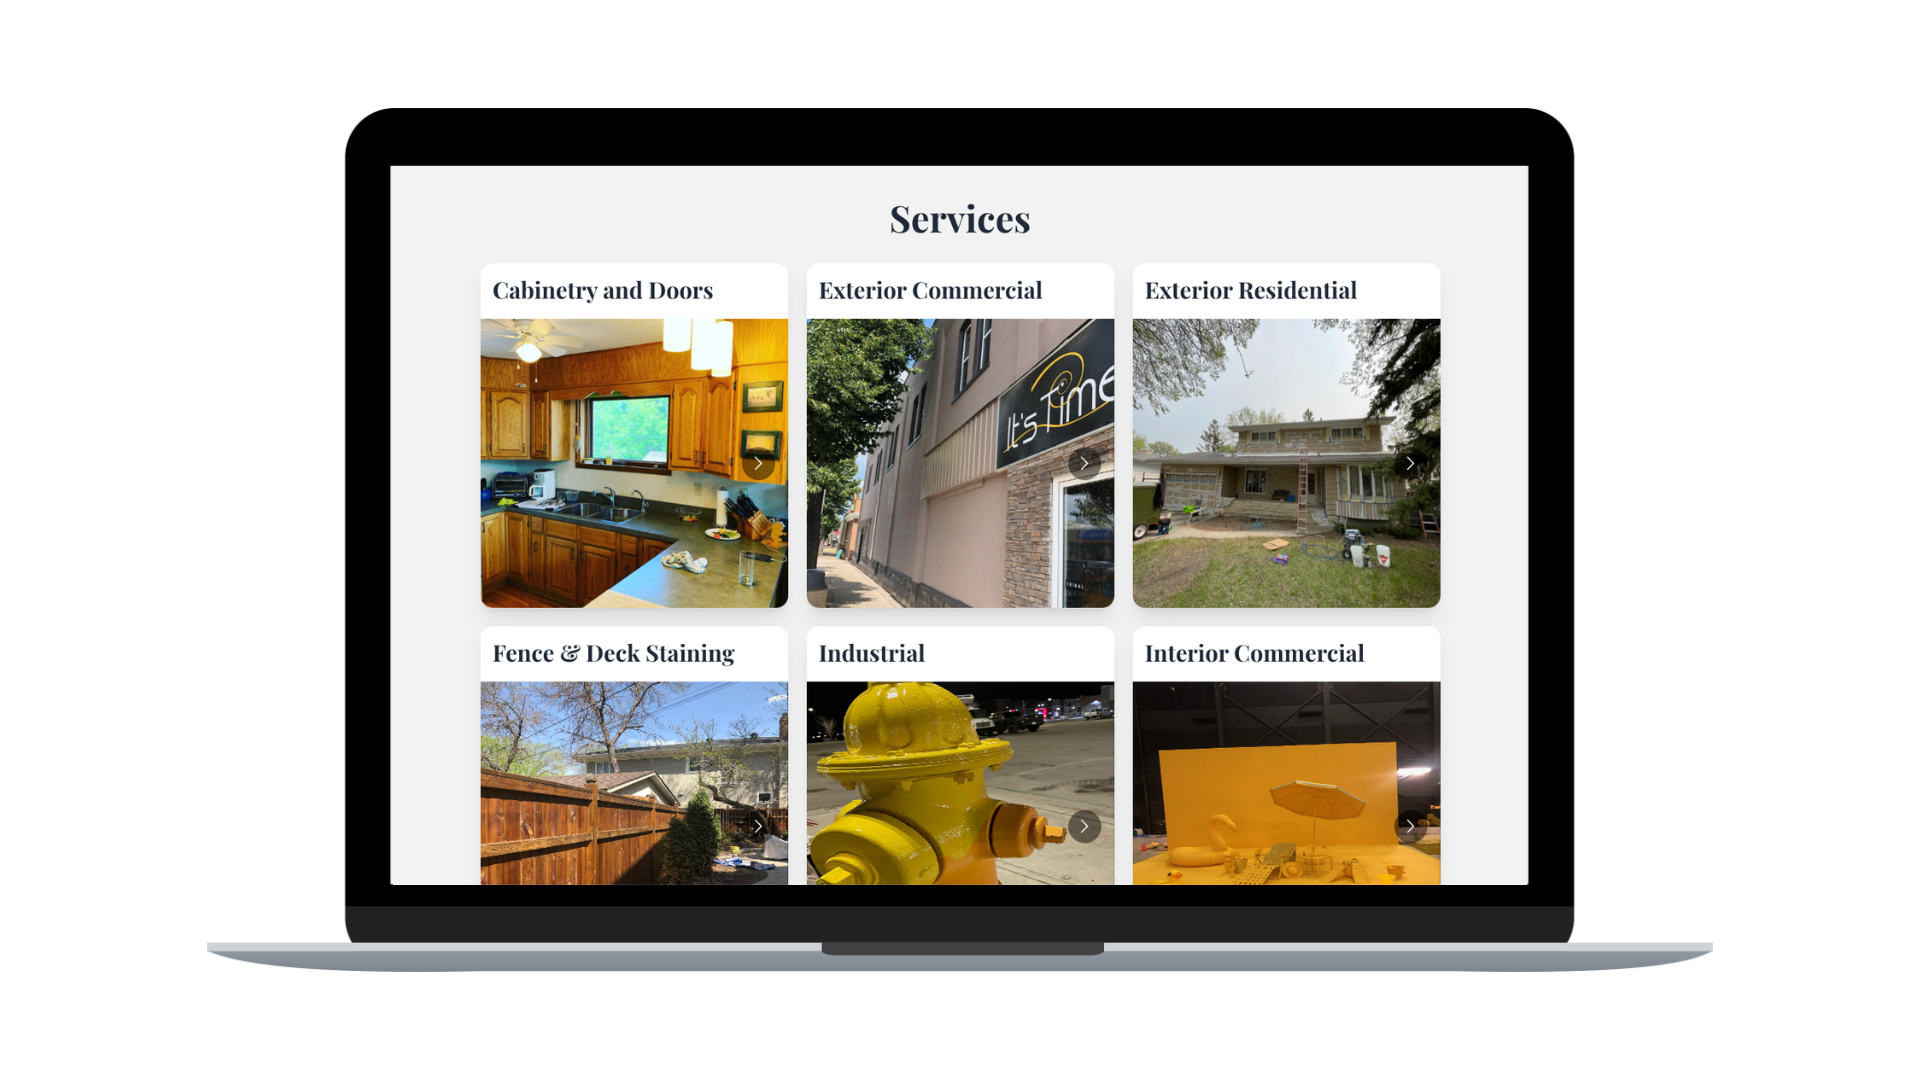 Services
Cabinetry and Doors
Exterior Commercial
Exterior Residential
It's Time
Fence & Deck Staining
Industrial
Interior Commercial